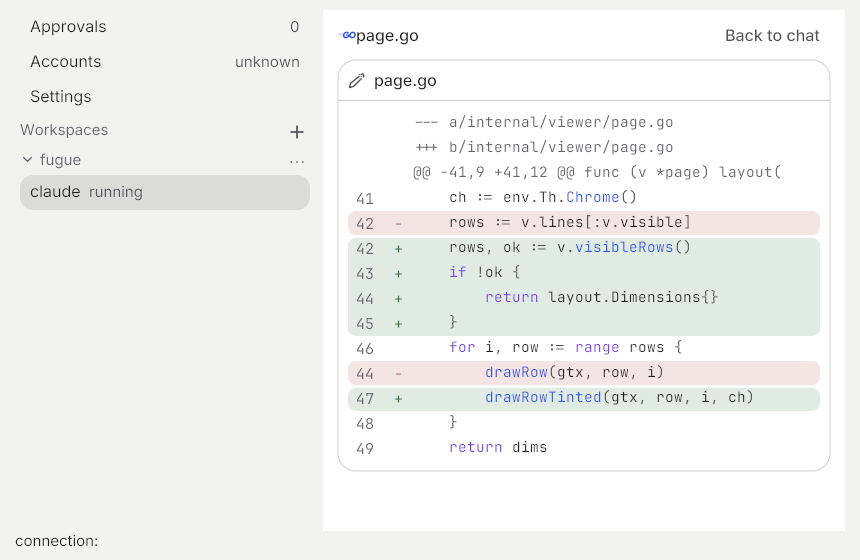 Approvals 0
Accounts unknown
Settings
Workspaces +
fugue ...
claude running
connection:
GO page.go Back to chat
page.go
--- a/internal/viewer/page.go
+++ b/internal/viewer/page.go
@@ -41,9 +41,12 @@ func (v *page) layout(
41 ch := env.Th.Chrome()
42 - rows := v.lines[:v.visible]
42 + rows, ok := v.visibleRows()
43 + if !ok {
44 + return layout.Dimensions{}
45 + }
46 for i, row := range rows {
44 - drawRow(gtx, row, i)
47 + drawRowTinted(gtx, row, i, ch)
48 }
49 return dims